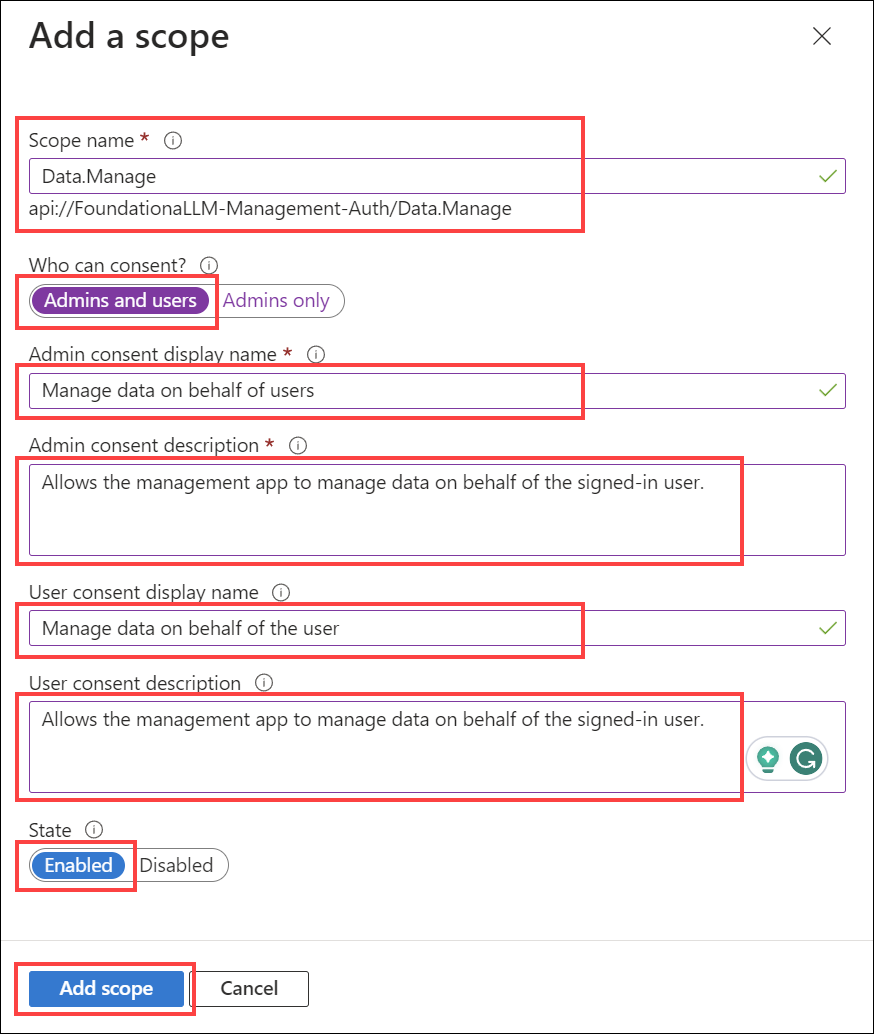 Add a scope
Scope name *
Data.Manage
api://FoundationaLLM-Management-Auth/Data.Manage
Who can consent?
Admins and users Admins only
Admin consent display name *
Manage data on behalf of users
Admin consent description *
Allows the management app to manage data on behalf of the signed-in user.
User consent display name
Manage data on behalf of the user
User consent description
Allows the management app to manage data on behalf of the signed-in user.
State
Enabled Disabled
Add scope Cancel